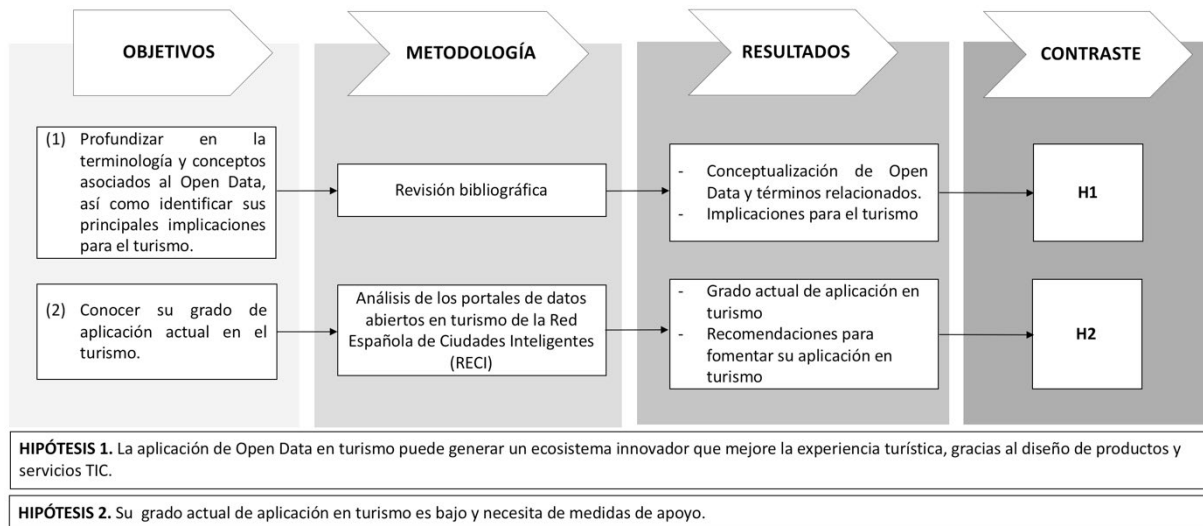 OBJETIVOS
METODOLOGÍA
RESULTADOS
CONTRASTE
(1) Profundizar en la
terminología y conceptos
asociados al Open Data,
así como identificar sus
principales implicaciones
para el turismo.
Revisión bibliográfica
- Conceptualización de Open
Data y términos relacionados.
- Implicaciones para el turismo
H1
(2) Conocer su grado de
aplicación actual en el
turismo.
Análisis de los portales de datos
abiertos en turismo de la Red
Española de Ciudades Inteligentes
(RECI)
- Grado actual de aplicación en
turismo
- Recomendaciones para
fomentar su aplicación en
turismo
H2
HIPÓTESIS 1. La aplicación de Open Data en turismo puede generar un ecosistema innovador que mejore la experiencia turística, gracias al diseño de productos y
servicios TIC.
HIPÓTESIS 2. Su grado actual de aplicación en turismo es bajo y necesita de medidas de apoyo.